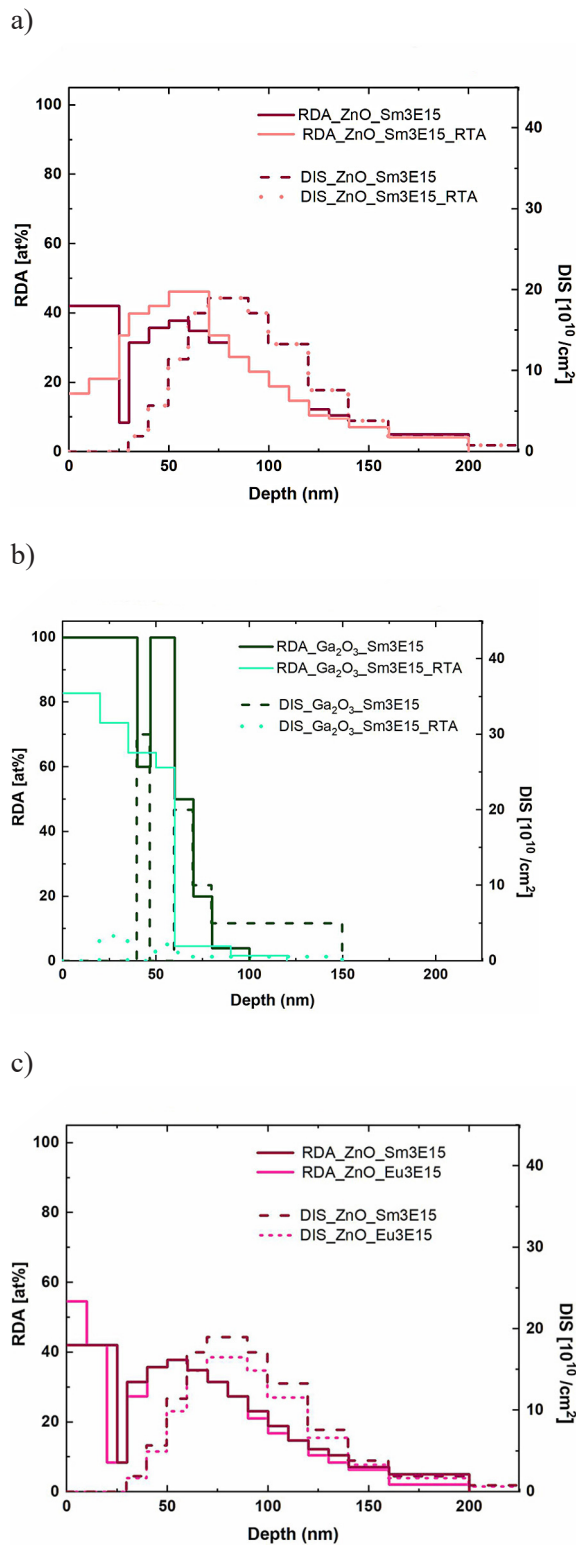 a)
RDA_ZnO_Sm3E15
RDA_ZnO_Sm3E15_RTA
DIS_ZnO_Sm3E15
DIS_ZnO_Sm3E15_RTA
RDA [at%]
100
80
60
40
20
0
DIS [10¹⁰ /cm²]
40
30
20
10
0
0 50 100 150 200
Depth (nm)
b)
RDA_Ga₂O₃_Sm3E15
RDA_Ga₂O₃_Sm3E15_RTA
DIS_Ga₂O₃_Sm3E15
DIS_Ga₂O₃_Sm3E15_RTA
RDA [at%]
100
80
60
40
20
0
DIS [10¹⁰ /cm²]
40
30
20
10
0
0 50 100 150 200
Depth (nm)
c)
RDA_ZnO_Sm3E15
RDA_ZnO_Eu3E15
DIS_ZnO_Sm3E15
DIS_ZnO_Eu3E15
RDA [at%]
100
80
60
40
20
0
DIS [10¹⁰ /cm²]
40
30
20
10
0
0 50 100 150 200
Depth (nm)